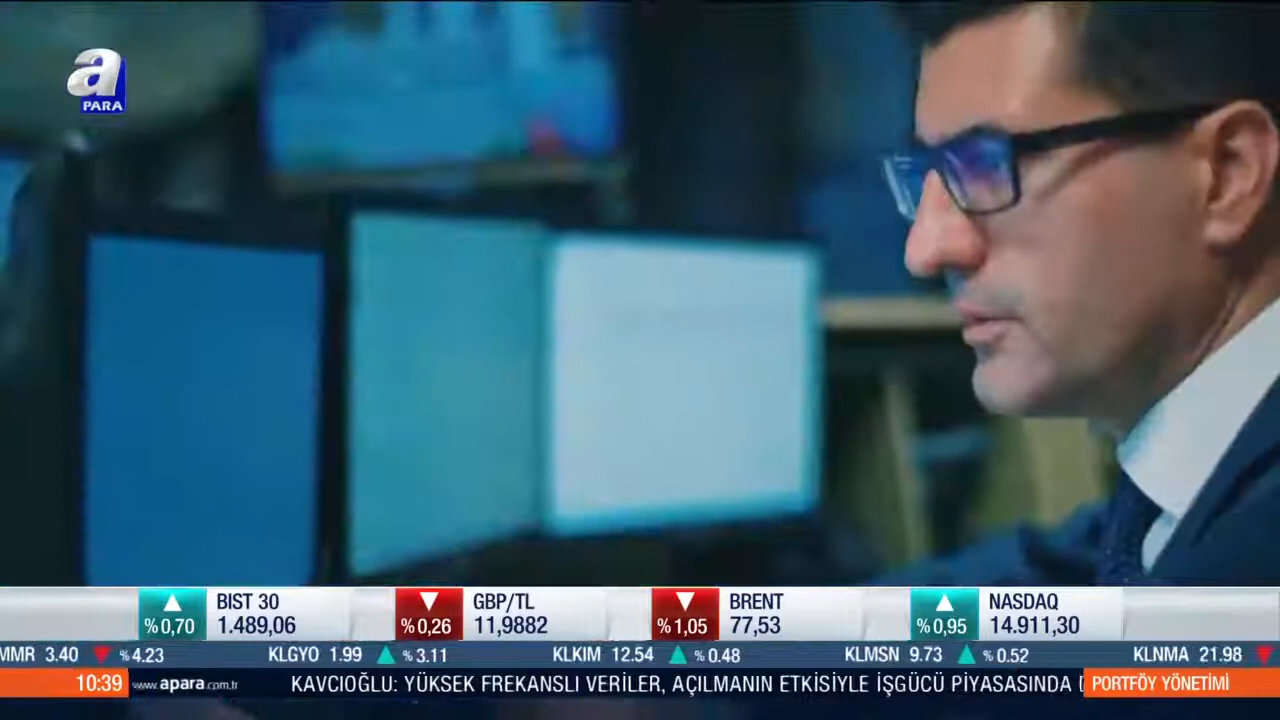 a
PARA
% 0,70 BIST 30 1.489,06
% 0,26 GBP/TL 11,9882
% 1,05 BRENT 77,53
% 0,95 NASDAQ 14.911,30
MMR 3.40 %4.23 KLGYO 1.99 % 3.11 KLKIM 12.54 % 0.48 KLMSN 9.73 % 0.52 KLNMA 21.98
10:39 www.apara.com.tr KAVCIOĞLU: YÜKSEK FREKANSLI VERİLER, AÇILMANIN ETKİSİYLE İŞGÜCÜ PİYASASINDA PORTFÖY YÖNETİMİ